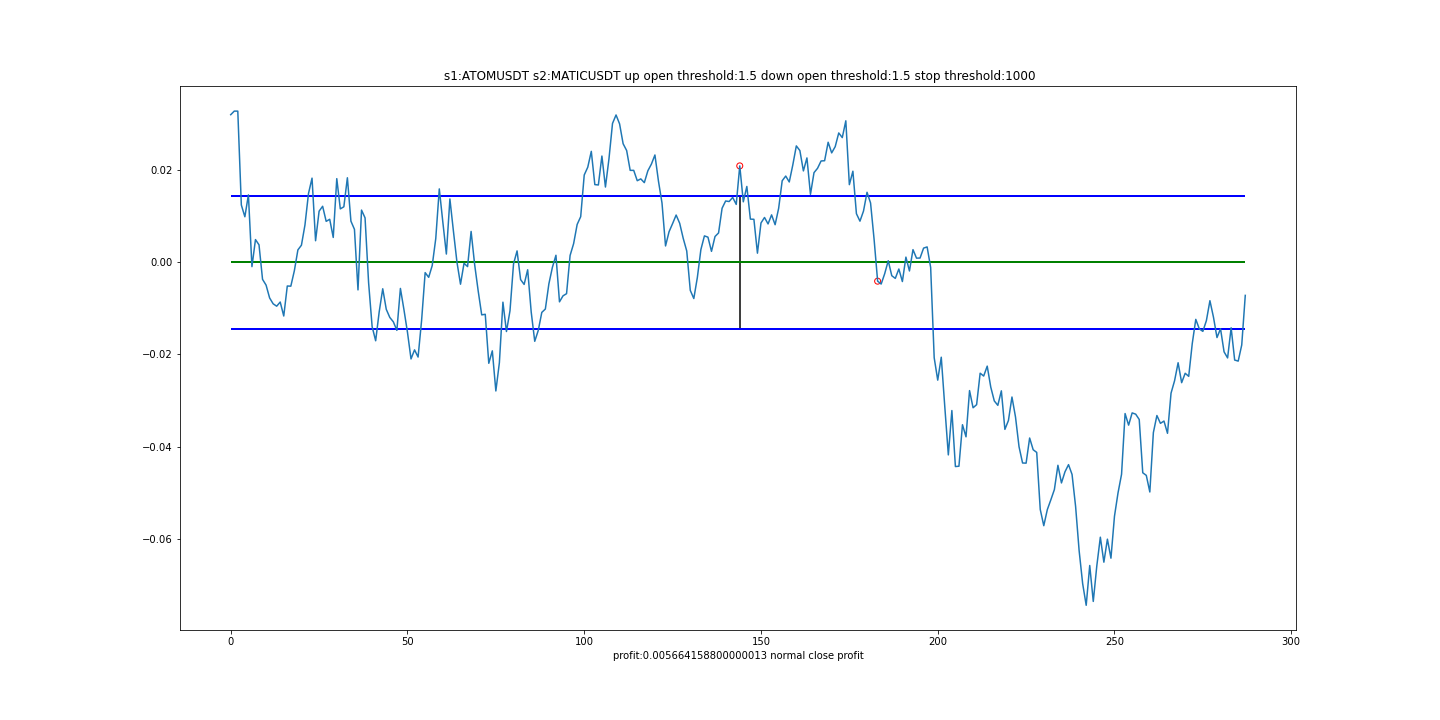 s1:ATOMUSDT s2:MATICUSDT up open threshold:1.5 down open threshold:1.5 stop threshold:1000
0.02
0.00
−0.02
−0.04
−0.06
0 50 100 150 200 250 300
profit:0.005664158800000013 normal close profit